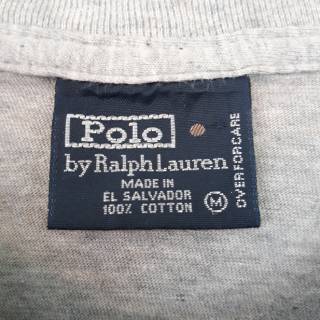 Polo
by Ralph Lauren
MADE IN
EL SALVADOR
100% COTTON
M
OVER FOR CARE